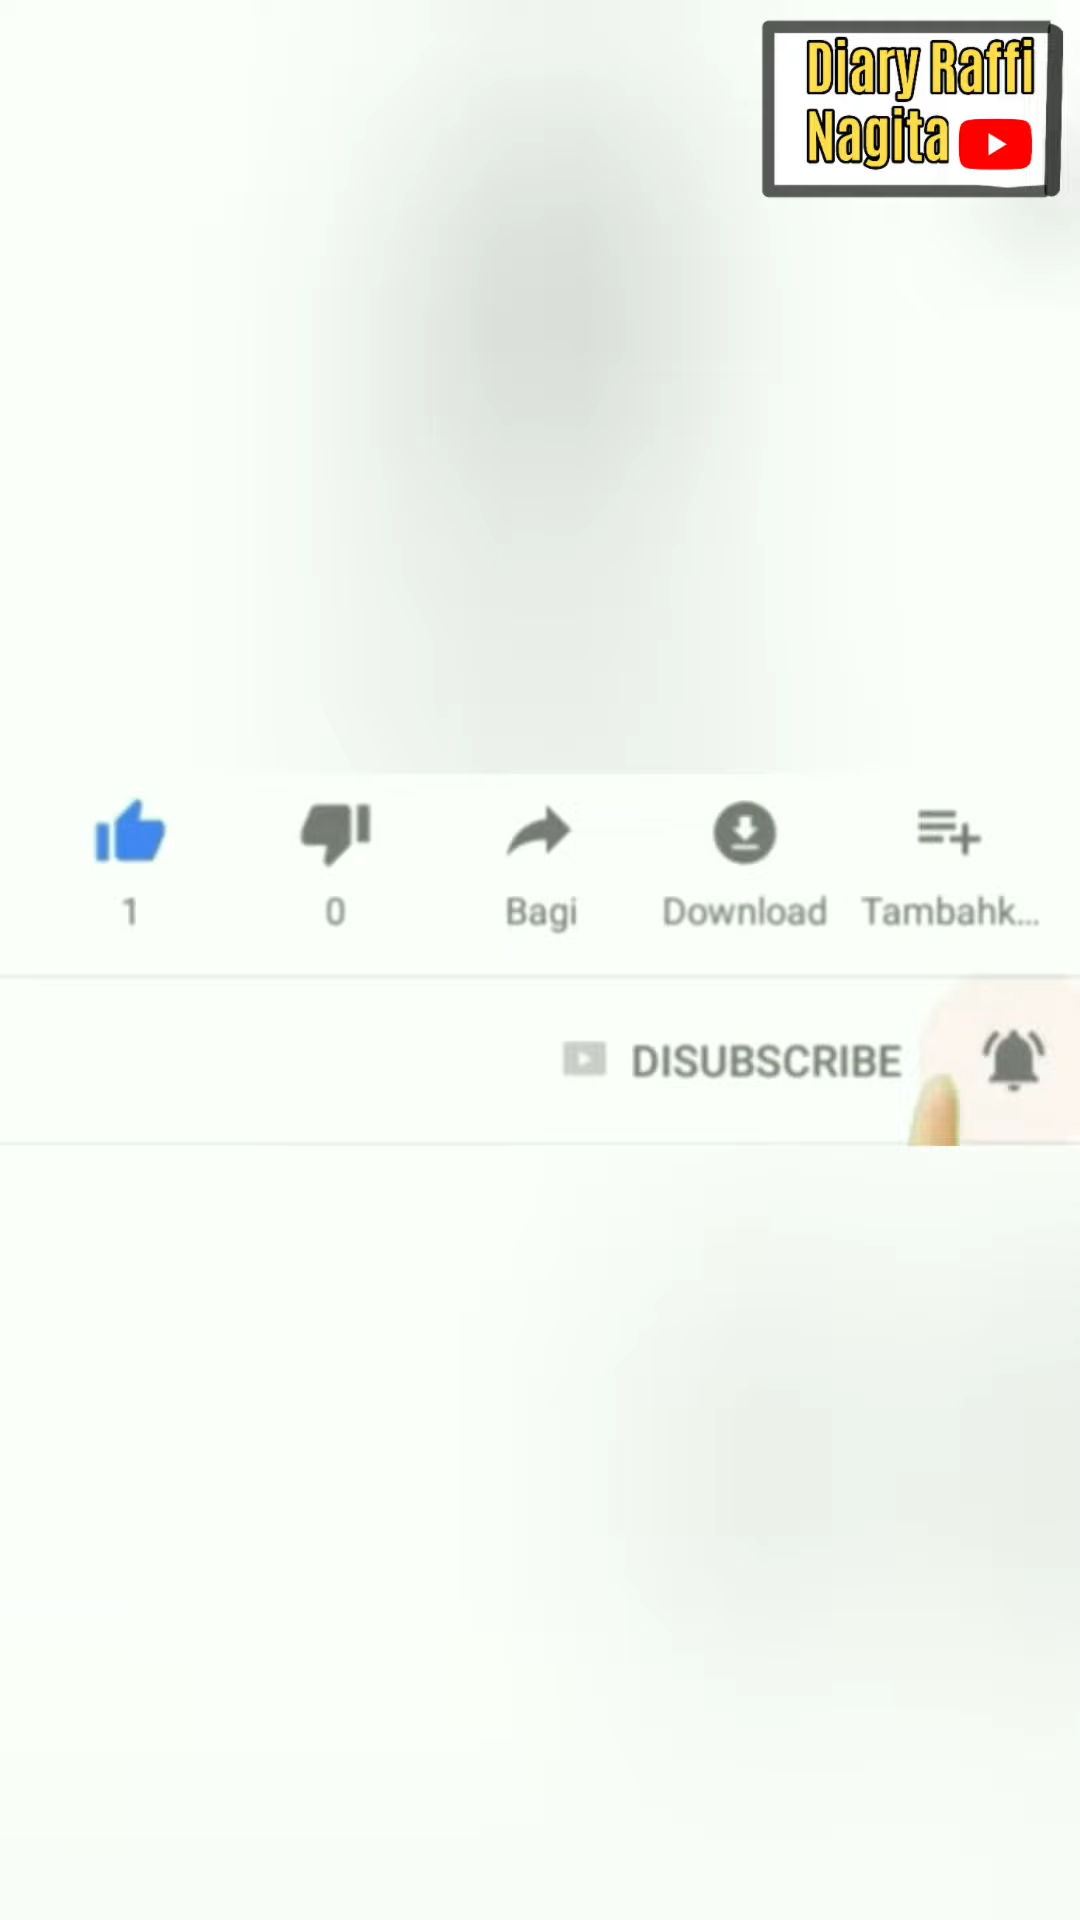 Diary Raffi
Nagita
1
0
Bagi
Download
Tambahk...
DISUBSCRIBE